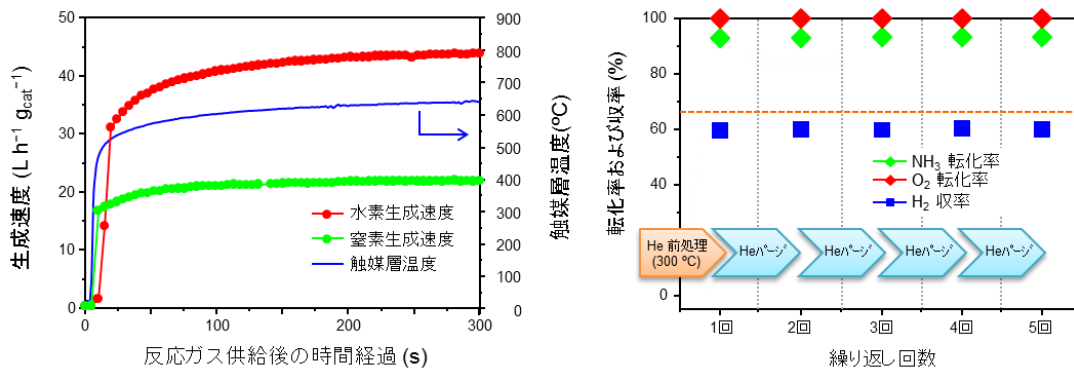 生成速度 (L h⁻¹ g_cat⁻¹)
50
40
30
20
10
0
水素生成速度
窒素生成速度
触媒層温度
900
800
700
600
500
400
300
200
100
0
触媒層温度(ºC)
0
100
200
300
反応ガス供給後の時間経過 (s)
転化率および収率 (%)
100
80
60
40
20
0
NH₃ 転化率
O₂ 転化率
H₂ 収率
He 前処理
(300 ºC)
Heﾊﾟｰｼﾞ
Heﾊﾟｰｼﾞ
Heﾊﾟｰｼﾞ
Heﾊﾟｰｼﾞ
1回
2回
3回
4回
5回
繰り返し回数